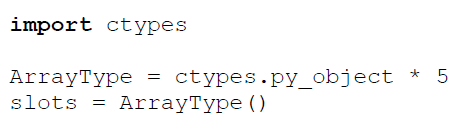 import ctypes
ArrayType = ctypes.py_object * 5
slots = ArrayType()